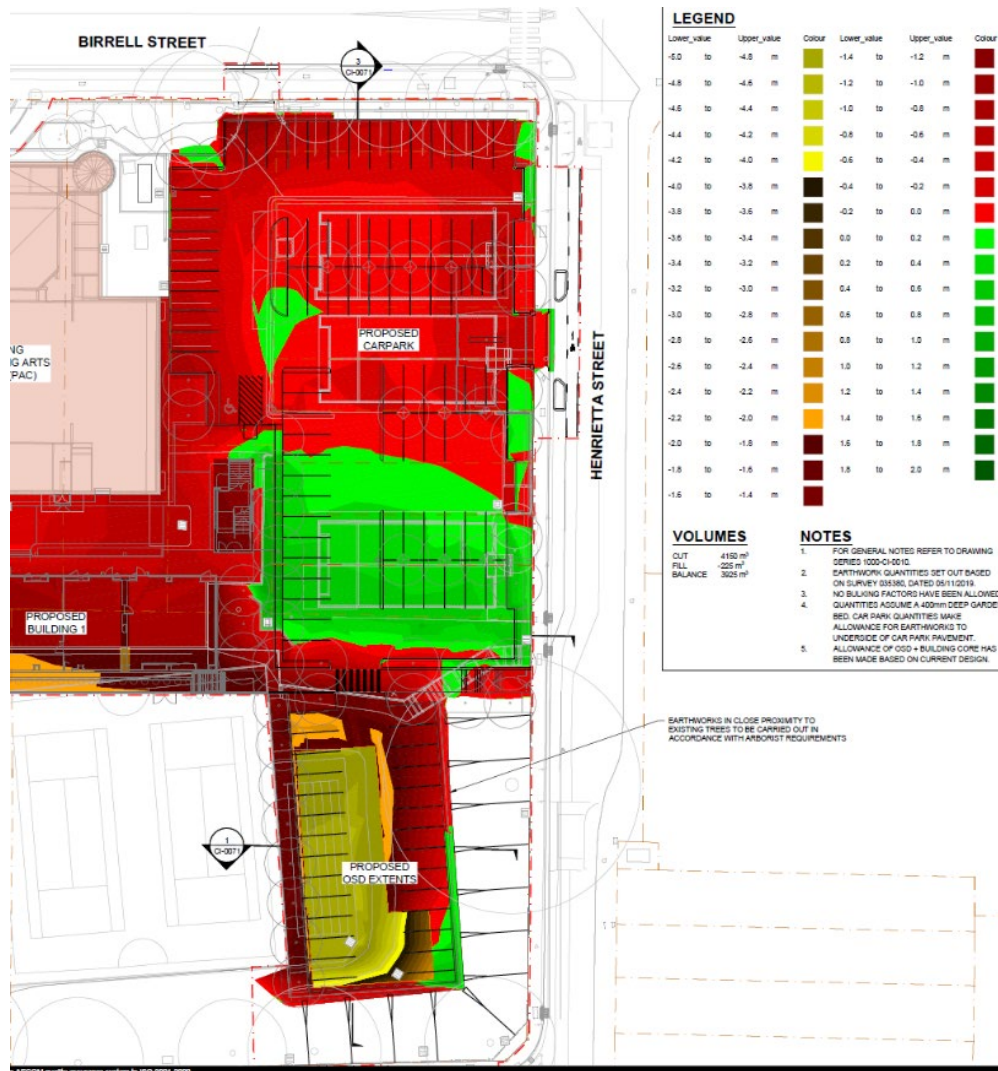 BIRRELL STREET
3
CI-0071
HENRIETTA STREET
PROPOSED
CARPARK
NG
G ARTS
PAC)
PROPOSED
BUILDING 1
1
CI-0071
PROPOSED
OSD EXTENTS
EARTHWORKS IN CLOSE PROXIMITY TO
EXISTING TREES TO BE CARRIED OUT IN
ACCORDANCE WITH ARBORIST REQUIREMENTS
LEGEND
Lower_value Upper_value Colour Lower_value Upper_value Colour
-5.0 to -4.8 m -1.4 to -1.2 m
-4.8 to -4.6 m -1.2 to -1.0 m
-4.6 to -4.4 m -1.0 to -0.8 m
-4.4 to -4.2 m -0.8 to -0.6 m
-4.2 to -4.0 m -0.6 to -0.4 m
-4.0 to -3.8 m -0.4 to -0.2 m
-3.8 to -3.6 m -0.2 to 0.0 m
-3.6 to -3.4 m 0.0 to 0.2 m
-3.4 to -3.2 m 0.2 to 0.4 m
-3.2 to -3.0 m 0.4 to 0.6 m
-3.0 to -2.8 m 0.6 to 0.8 m
-2.8 to -2.6 m 0.8 to 1.0 m
-2.6 to -2.4 m 1.0 to 1.2 m
-2.4 to -2.2 m 1.2 to 1.4 m
-2.2 to -2.0 m 1.4 to 1.6 m
-2.0 to -1.8 m 1.6 to 1.8 m
-1.8 to -1.6 m 1.8 to 2.0 m
-1.6 to -1.4 m
VOLUMES
CUT 4150 m³
FILL -225 m³
BALANCE 3925 m³
NOTES
1. FOR GENERAL NOTES REFER TO DRAWING
SERIES 1000-CI-0010.
2. EARTHWORK QUANTITIES SET OUT BASED
ON SURVEY 035380, DATED 05/11/2019.
3. NO BULKING FACTORS HAVE BEEN ALLOWED
4. QUANTITIES ASSUME A 400mm DEEP GARDE
BED. CAR PARK QUANTITIES MAKE
ALLOWANCE FOR EARTHWORKS TO
UNDERSIDE OF CAR PARK PAVEMENT.
5. ALLOWANCE OF OSD + BUILDING CORE HAS
BEEN MADE BASED ON CURRENT DESIGN.